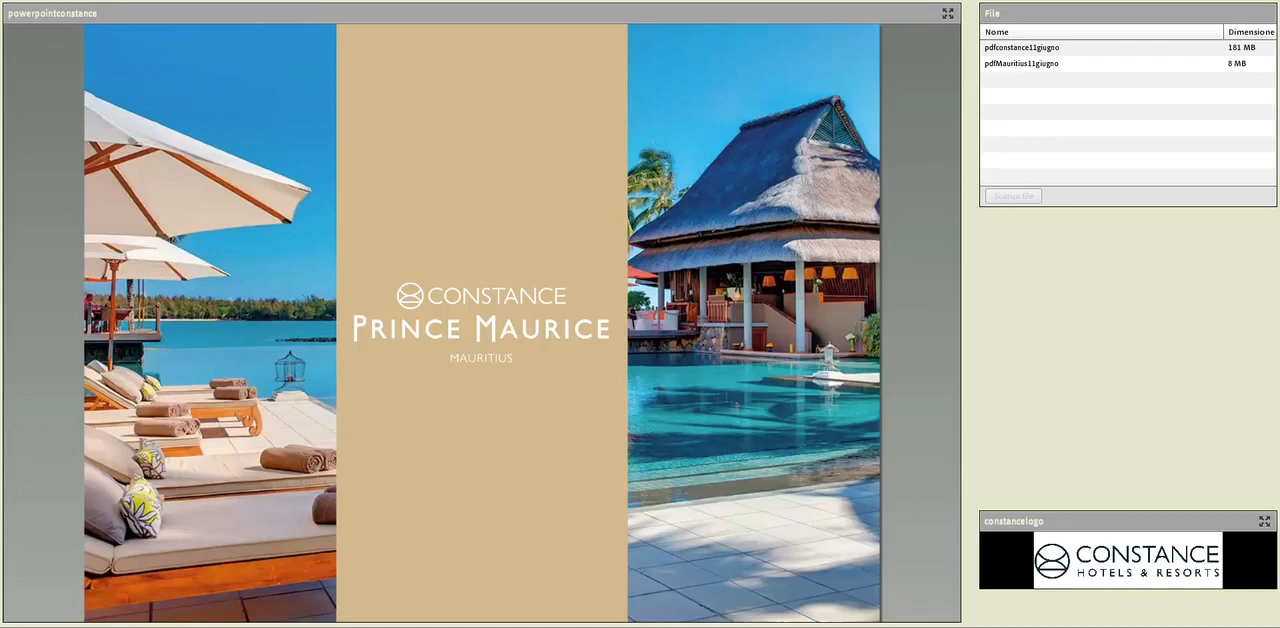 powerpointconstance
CONSTANCE
PRINCE MAURICE
MAURITIUS
File
Nome Dimensione
pdfconstance11giugno 181 MB
pdfMauritius11giugno 8 MB
constancelogo
CONSTANCE
HOTELS & RESORTS